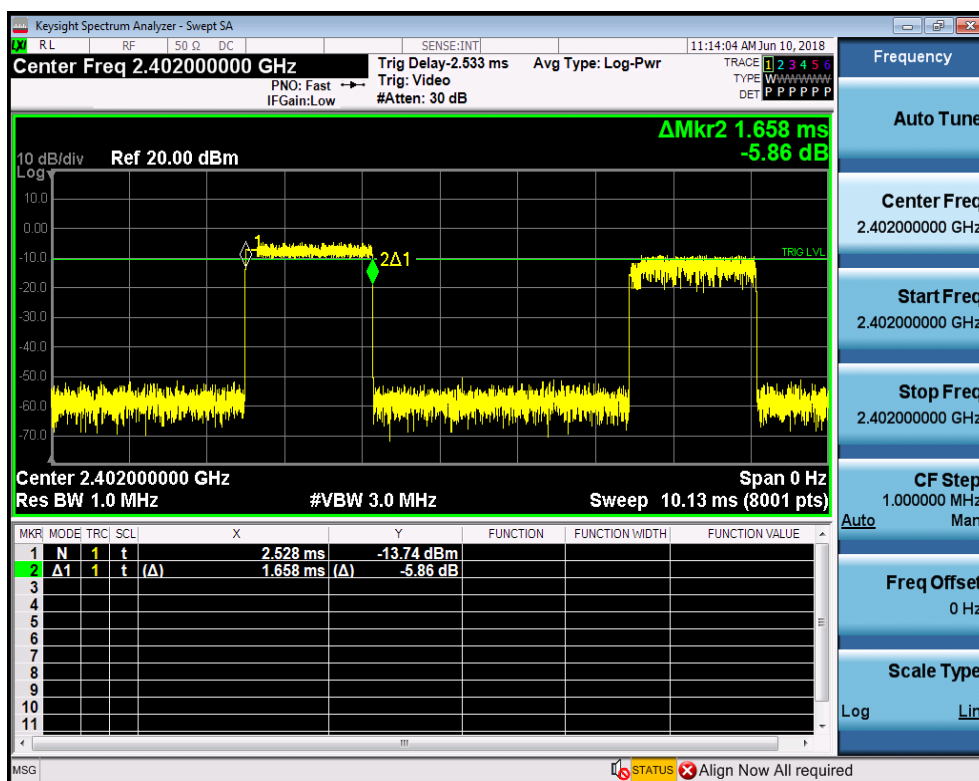 Keysight Spectrum Analyzer - Swept SA
LXI RL RF 50 Ω DC SENSE:INT 11:14:04 AM Jun 10, 2018
Center Freq 2.402000000 GHz
Trig Delay-2.533 ms Avg Type: Log-Pwr
TRACE 1 2 3 4 5 6
PNO: Fast Trig: Video
TYPE WWWWWW
IFGain:Low #Atten: 30 dB
DET P P P P P P
ΔMkr2 1.658 ms
-5.86 dB
10 dB/div Ref 20.00 dBm
Log
10.0
0.00
-10.0
-20.0
-30.0
-40.0
-50.0
-60.0
-70.0
1
2Δ1
TRIG LVL
Center 2.402000000 GHz Span 0 Hz
Res BW 1.0 MHz #VBW 3.0 MHz Sweep 10.13 ms (8001 pts)
MKR MODE TRC SCL X Y FUNCTION FUNCTION WIDTH FUNCTION VALUE
1 N 1 t 2.528 ms -13.74 dBm
2 Δ1 1 t (Δ) 1.658 ms (Δ) -5.86 dB
3
4
5
6
7
8
9
10
11
MSG STATUS Align Now All required
Frequency
Auto Tune
Center Freq
2.402000000 GHz
Start Freq
2.402000000 GHz
Stop Freq
2.402000000 GHz
CF Step
1.000000 MHz
Auto Man
Freq Offset
0 Hz
Scale Type
Log Lin